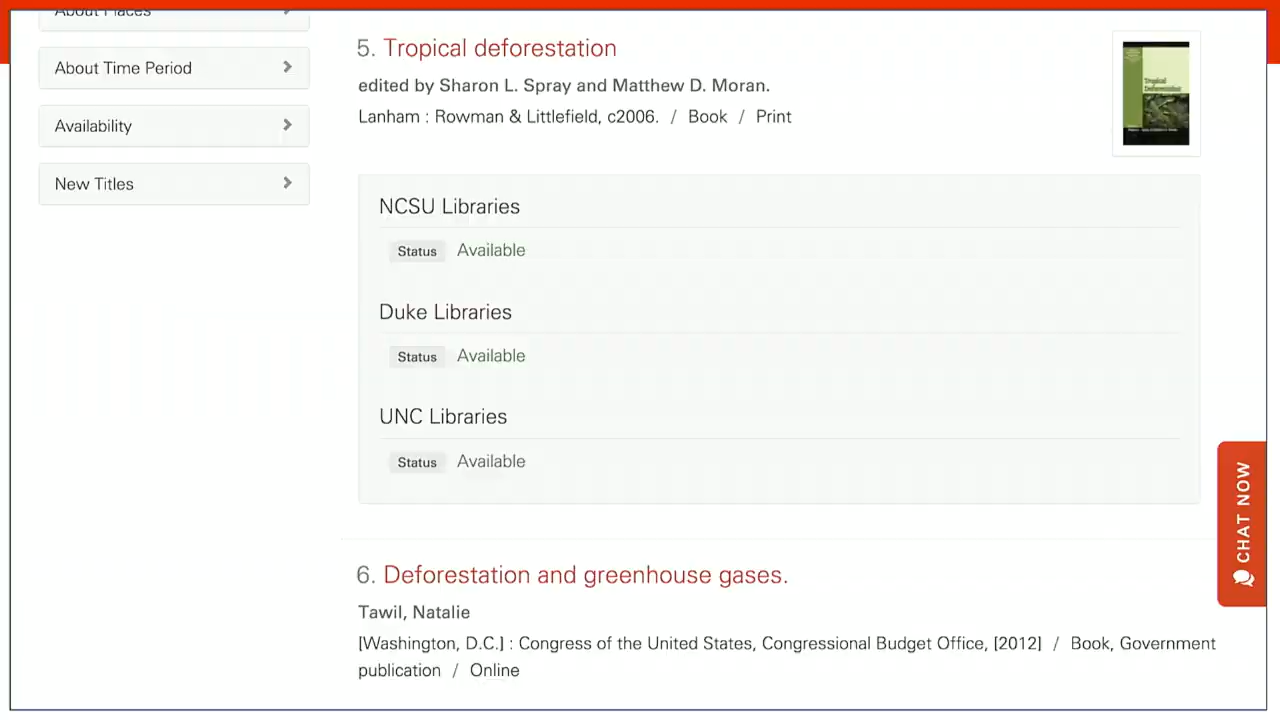 About Places
About Time Period
Availability
New Titles
5. Tropical deforestation
edited by Sharon L. Spray and Matthew D. Moran.
Lanham : Rowman & Littlefield, c2006. / Book / Print
Tropical
Deforestation
NCSU Libraries
Status Available
Duke Libraries
Status Available
UNC Libraries
Status Available
6. Deforestation and greenhouse gases.
Tawil, Natalie
[Washington, D.C.] : Congress of the United States, Congressional Budget Office, [2012] / Book, Government
publication / Online
CHAT NOW